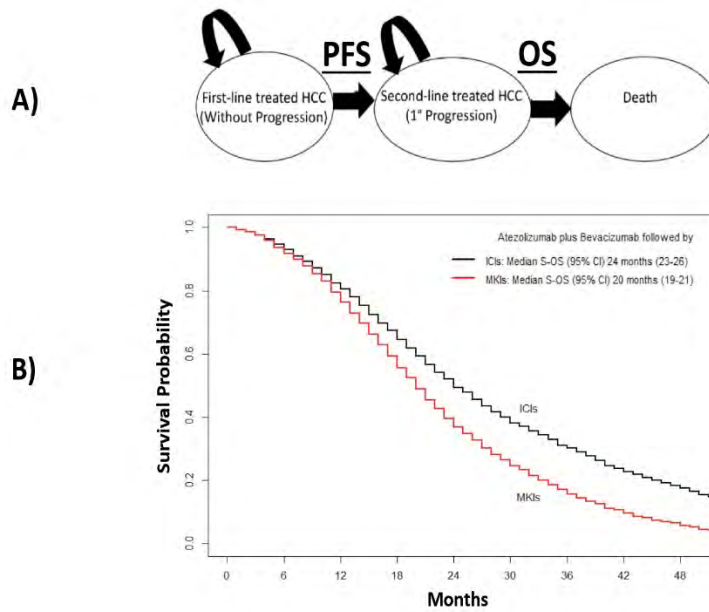 A)
PFS
OS
First-line treated HCC
(Without Progression)
Second-line treated HCC
(1° Progression)
Death
B)
Survival Probability
1.0
0.8
0.6
0.4
0.2
0.0
Atezolizumab plus Bevacizumab followed by
ICIs: Median S-OS (95% CI) 24 months (23-26)
MKIs: Median S-OS (95% CI) 20 months (19-21)
ICIs
MKIs
0 6 12 18 24 30 36 42 48
Months